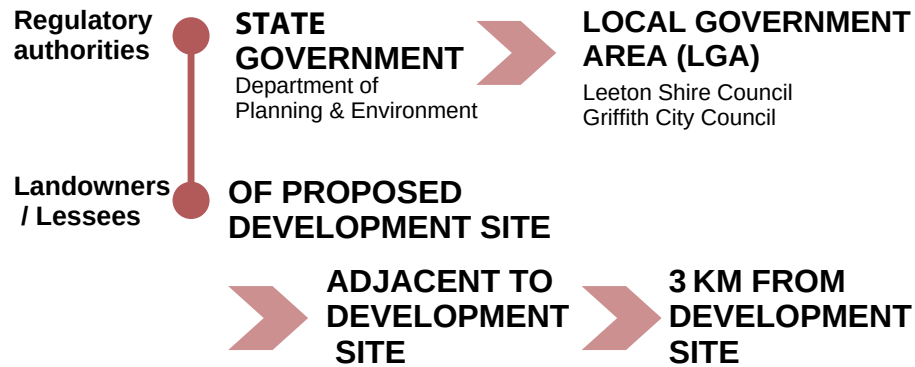 Regulatory
authorities
STATE
GOVERNMENT
Department of
Planning & Environment
LOCAL GOVERNMENT
AREA (LGA)
Leeton Shire Council
Griffith City Council
Landowners
/ Lessees
OF PROPOSED
DEVELOPMENT SITE
ADJACENT TO
DEVELOPMENT
SITE
3 KM FROM
DEVELOPMENT
SITE